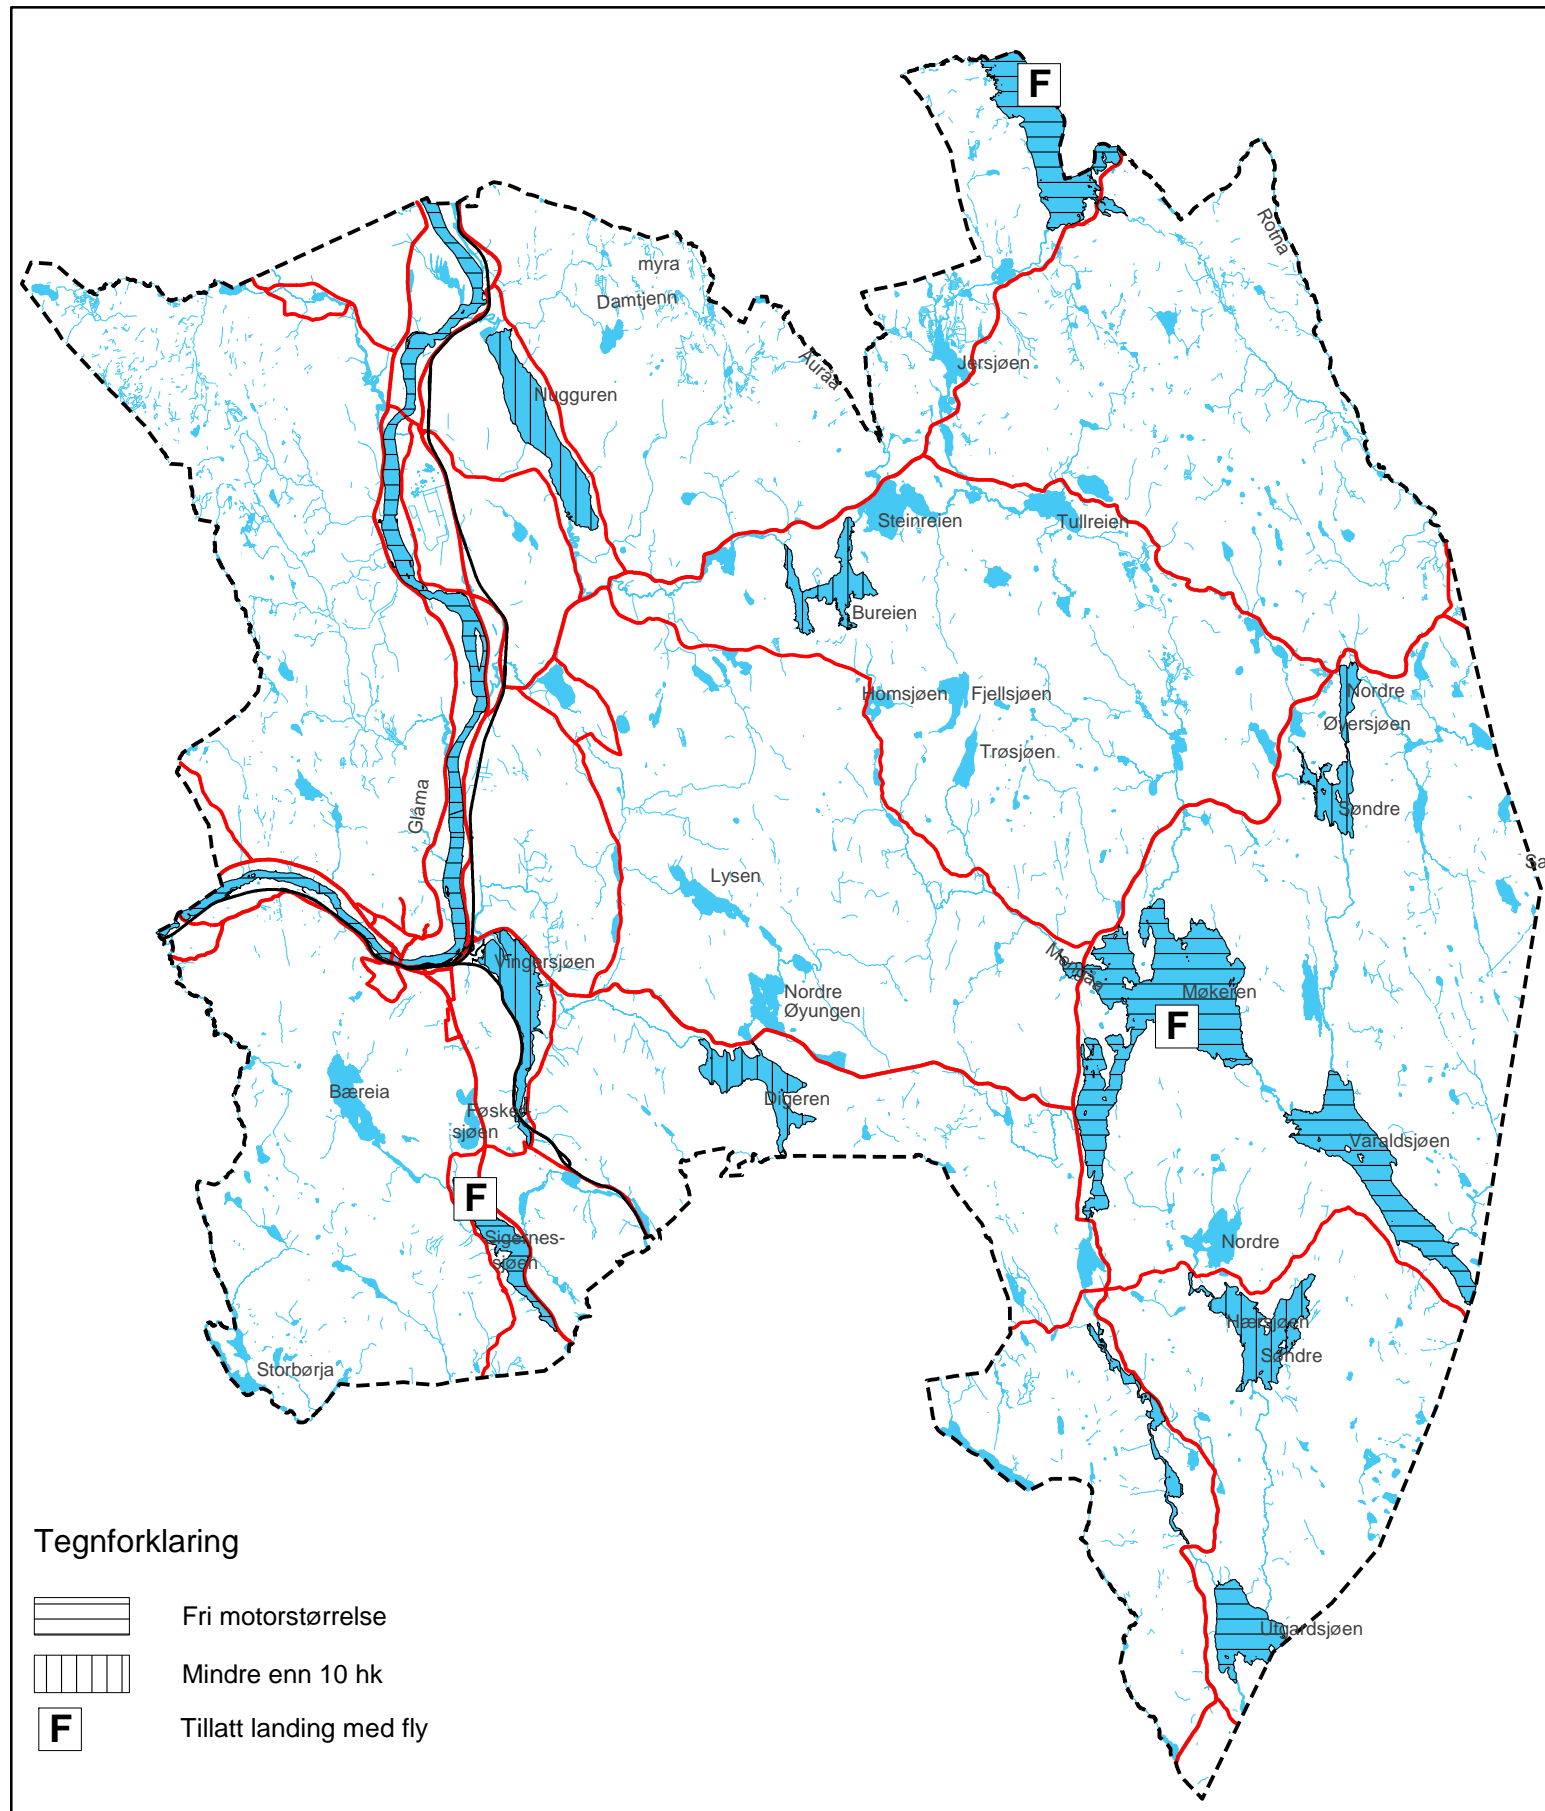 F
Rotna
myra
Damtjenn
Auråa
Jersjøen
Nugguren
Steinreien
Tullreien
Bureien
Homsjøen
Fjellsjøen
Nordre
Øyersjøen
Trøsjøen
Glåma
Søndre
Sa
Lysen
Vingersjøen
Møkeren
Nordre
Øyungen
F
Bæreia
Digeren
Føsker-
sjøen
Varaldsjøen
F
Sigernes-
sjøen
Nordre
Hærsjøen
Søndre
Storbørja
Utgardsjøen
Tegnforklaring
Fri motorstørrelse
Mindre enn 10 hk
F Tillatt landing med fly